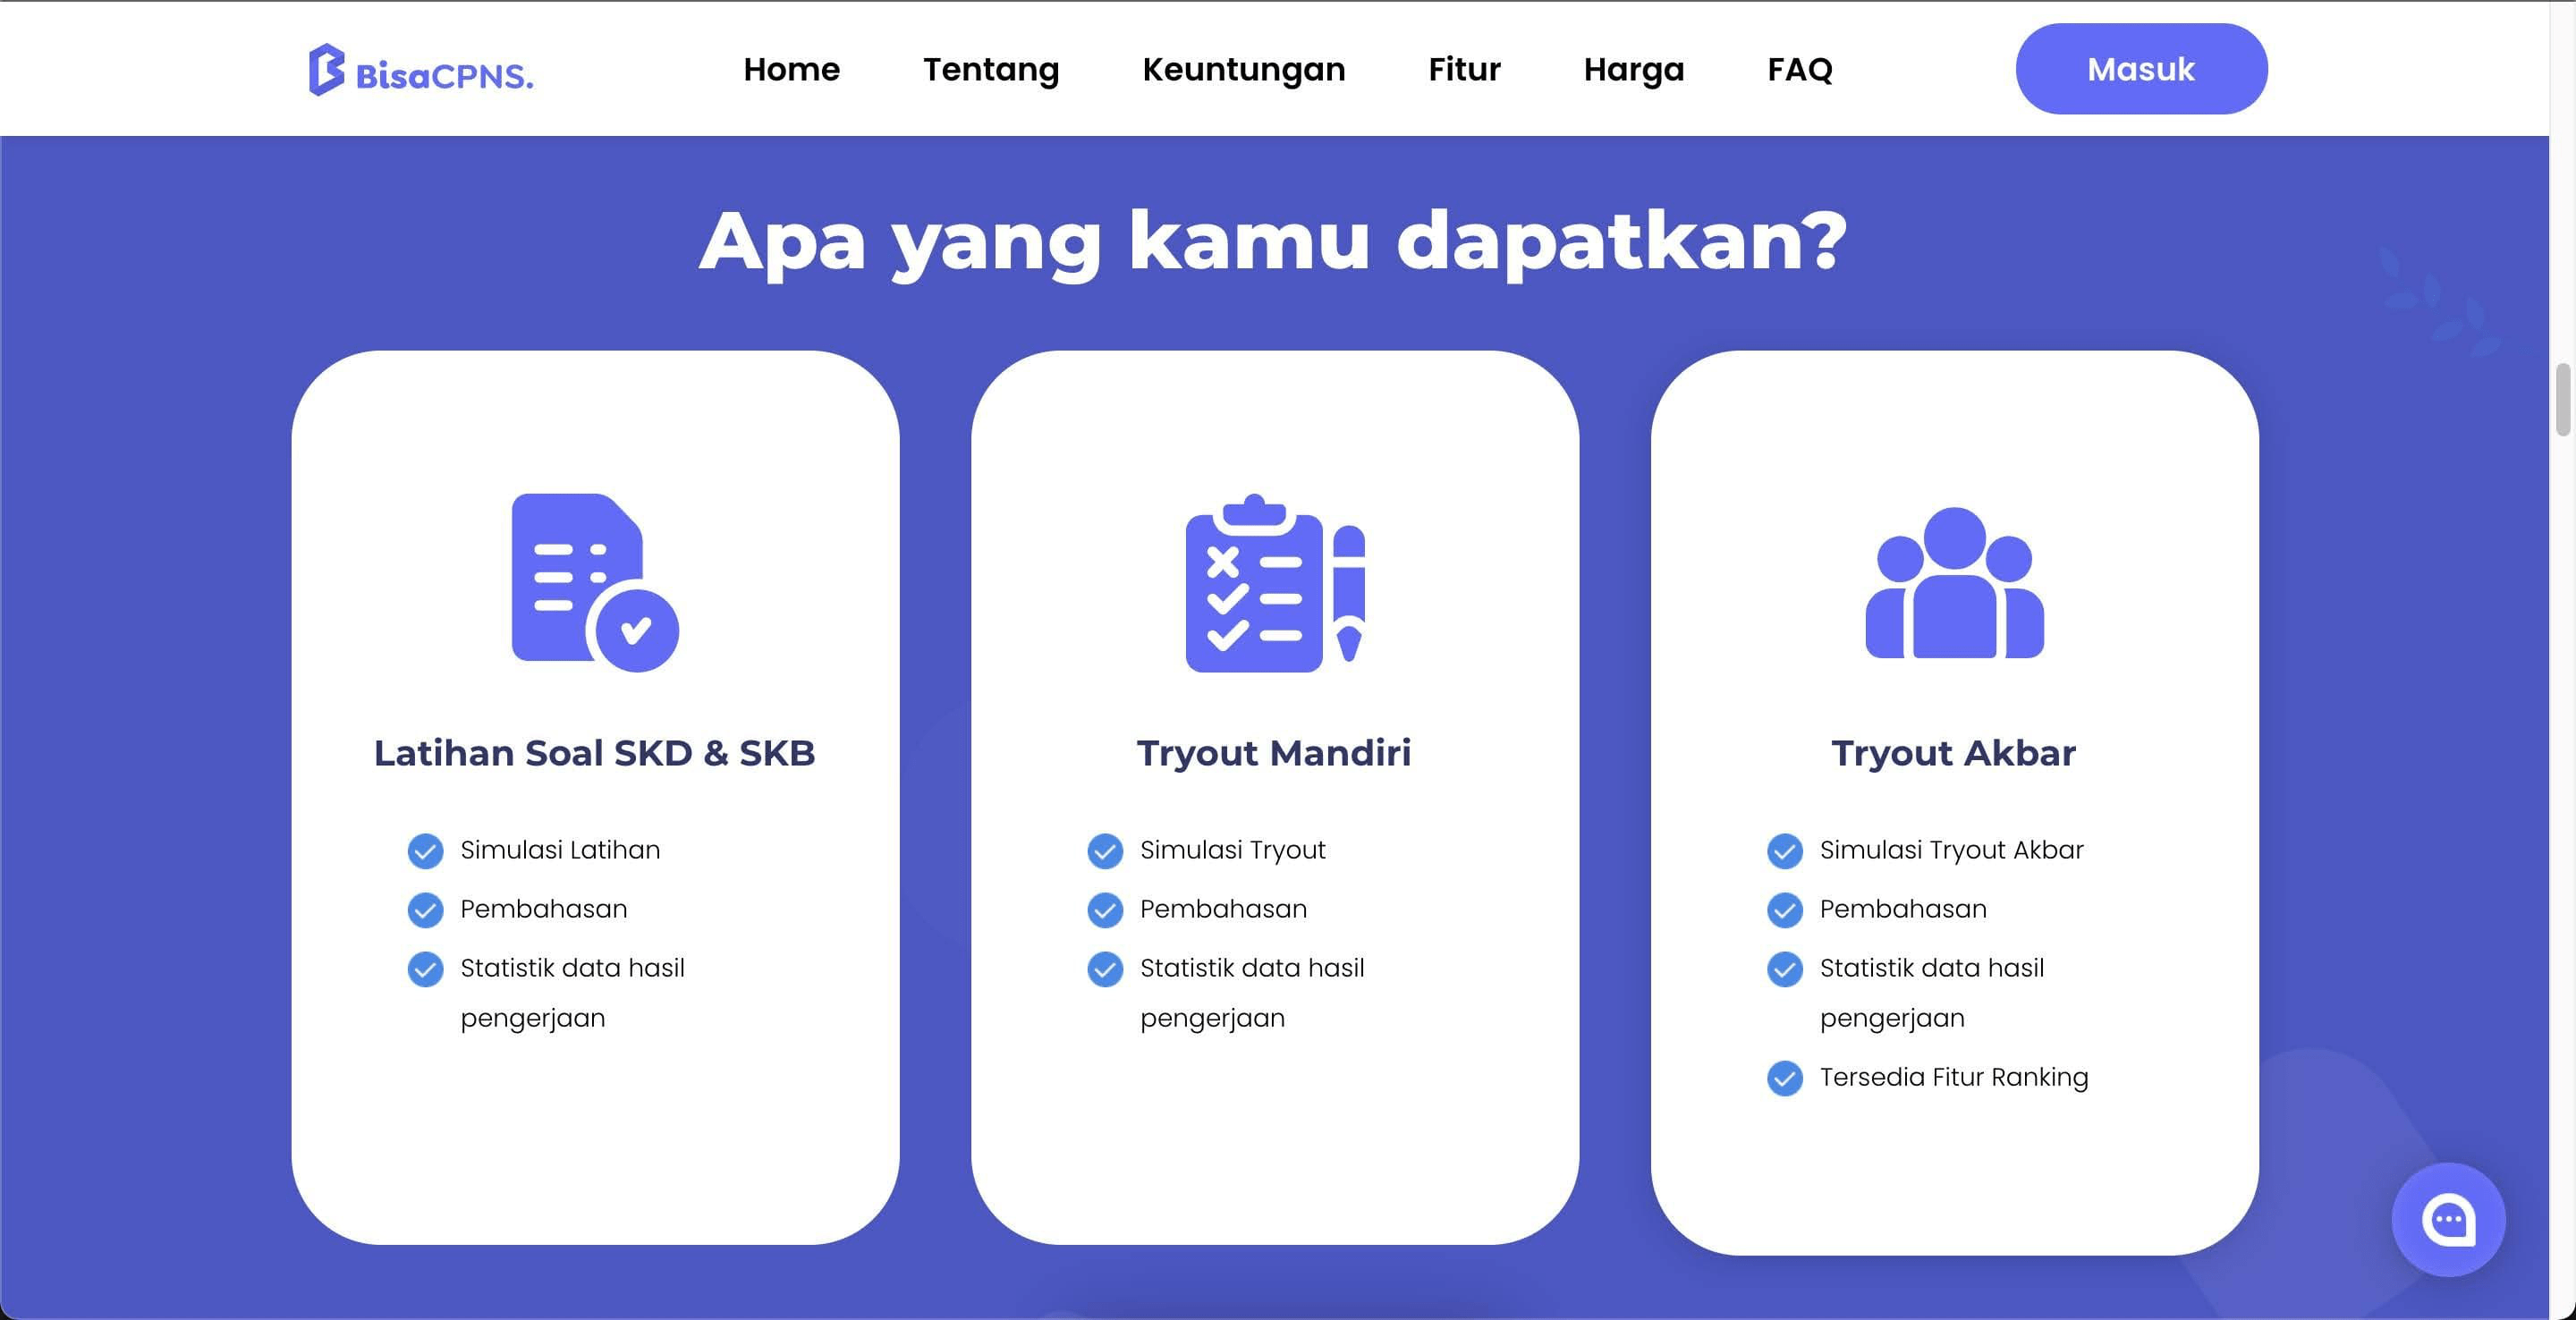 BisaCPNS.
Home
Tentang
Keuntungan
Fitur
Harga
FAQ
Masuk
Apa yang kamu dapatkan?
Latihan Soal SKD & SKB
Simulasi Latihan
Pembahasan
Statistik data hasil
pengerjaan
Tryout Mandiri
Simulasi Tryout
Pembahasan
Statistik data hasil
pengerjaan
Tryout Akbar
Simulasi Tryout Akbar
Pembahasan
Statistik data hasil
pengerjaan
Tersedia Fitur Ranking